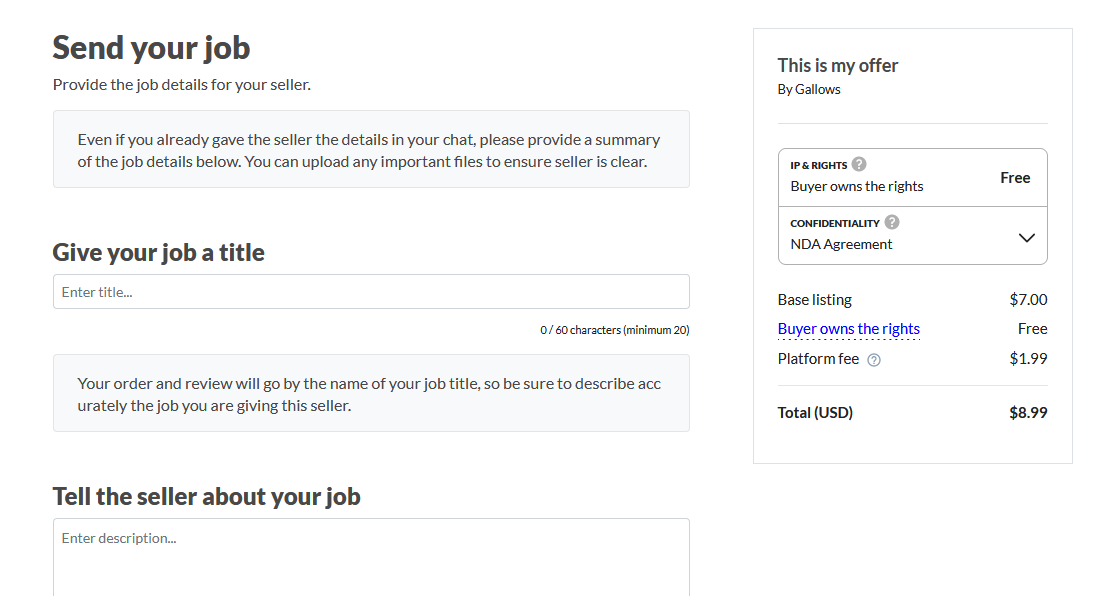 Send your job
Provide the job details for your seller.
Even if you already gave the seller the details in your chat, please provide a summary
of the job details below. You can upload any important files to ensure seller is clear.
Give your job a title
Enter title...
0 / 60 characters (minimum 20)
Your order and review will go by the name of your job title, so be sure to describe acc
urately the job you are giving this seller.
Tell the seller about your job
Enter description...
This is my offer
By Gallows
IP & RIGHTS ?
Buyer owns the rights Free
CONFIDENTIALITY ?
NDA Agreement
Base listing $7.00
Buyer owns the rights Free
Platform fee ? $1.99
Total (USD) $8.99